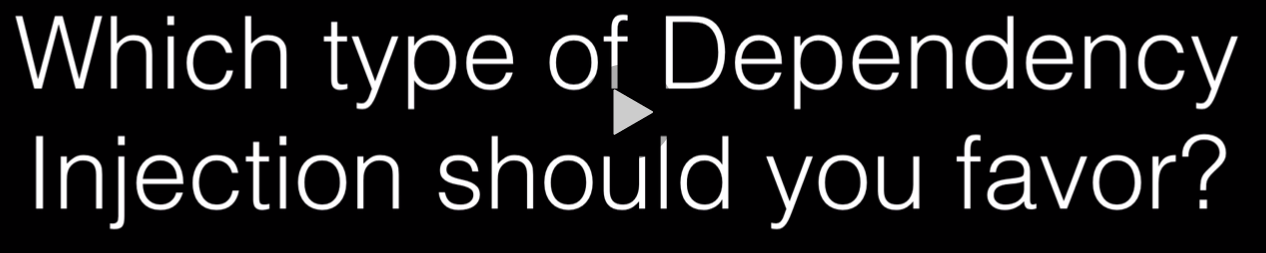 Which type of Dependency
Injection should you favor?